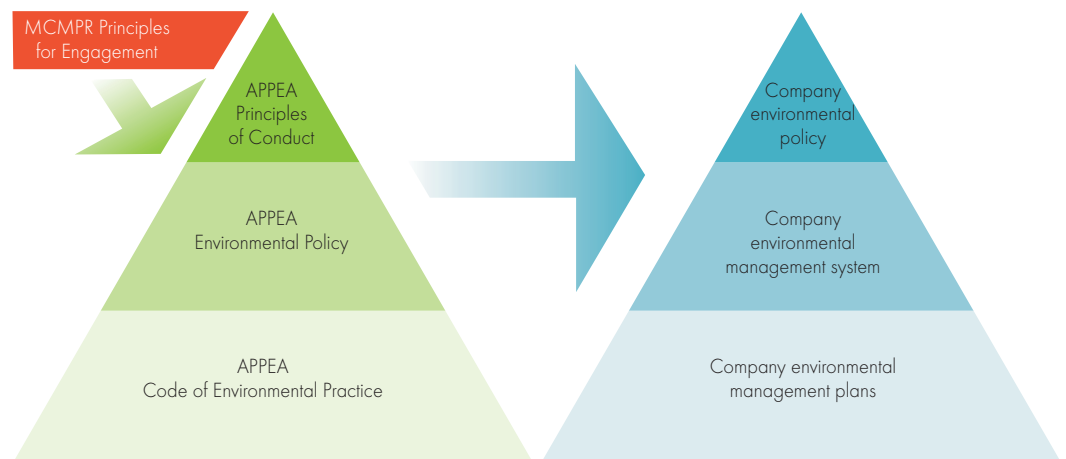 MCMPR Principles
for Engagement
APPEA
Principles
of Conduct
APPEA
Environmental Policy
APPEA
Code of Environmental Practice
Company
environmental
policy
Company
environmental
management system
Company environmental
management plans